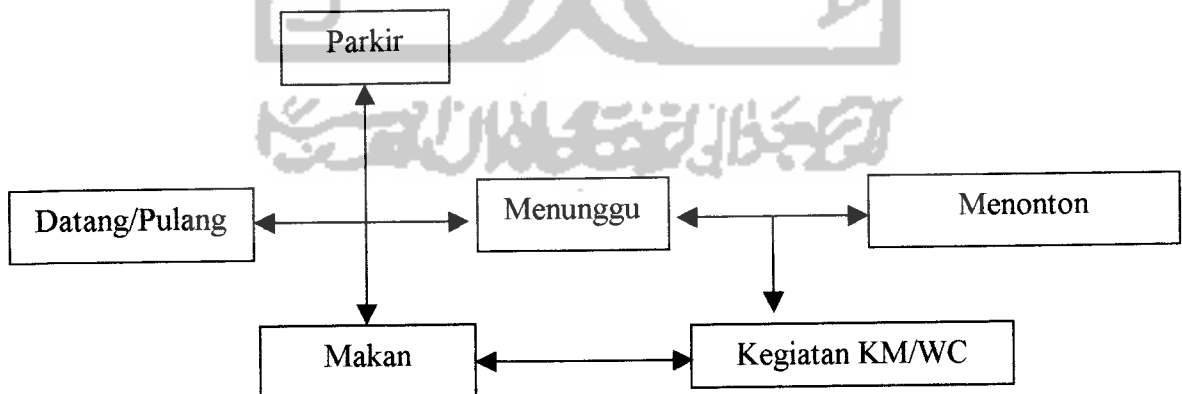 Parkir
Datang/Pulang
Menunggu
Menonton
Makan
Kegiatan KM/WC